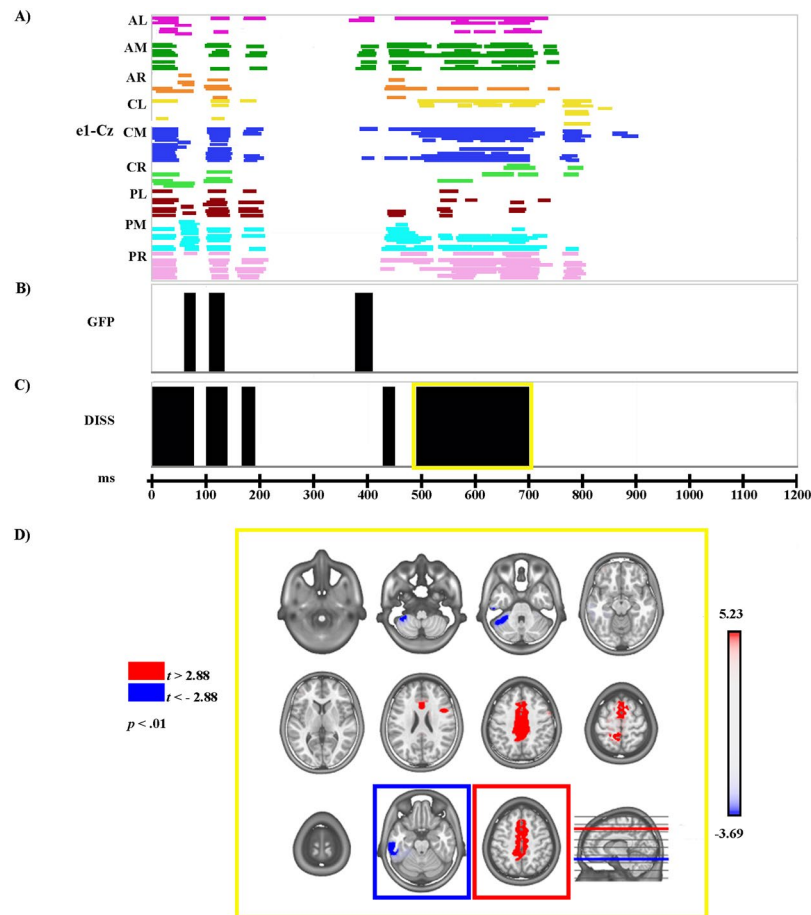 A)
AL
AM
AR
CL
e1-Cz CM
CR
PL
PM
PR
B)
GFP
C)
DISS
ms
0 100 200 300 400 500 600 700 800 900 1000 1100 1200
D)
5.23
t > 2.88
t < - 2.88
p < .01
-3.69